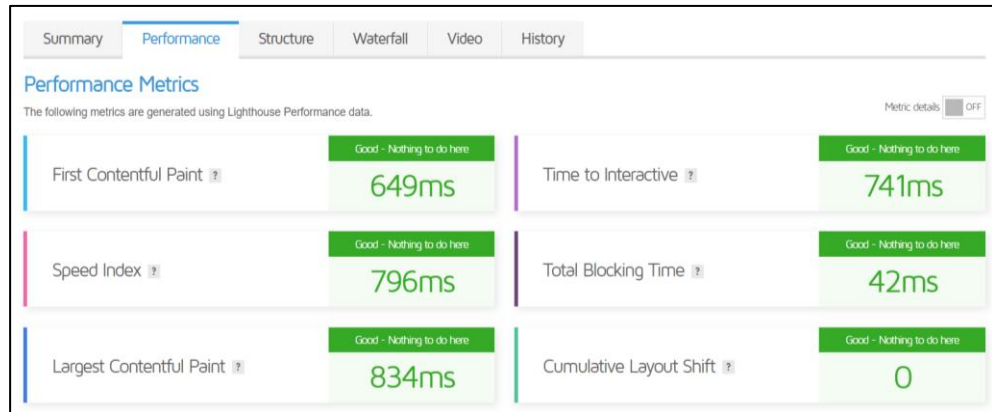 Summary Performance Structure Waterfall Video History
Performance Metrics
The following metrics are generated using Lighthouse Performance data.
Metric details OFF
First Contentful Paint ?
Good - Nothing to do here
649ms
Time to Interactive ?
Good - Nothing to do here
741ms
Speed Index ?
Good - Nothing to do here
796ms
Total Blocking Time ?
Good - Nothing to do here
42ms
Largest Contentful Paint ?
Good - Nothing to do here
834ms
Cumulative Layout Shift ?
Good - Nothing to do here
0